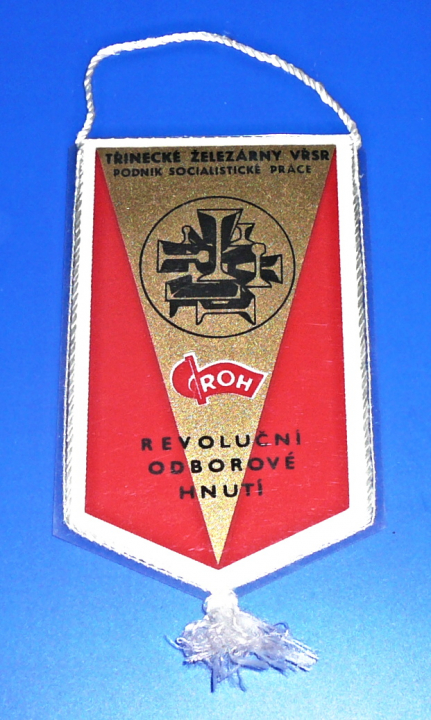 TŘINECKÉ ŽELEZÁRNY VŘSR
PODNIK SOCIALISTICKÉ PRÁCE
ROH
REVOLUČNÍ
ODBOROVÉ
HNUTÍ